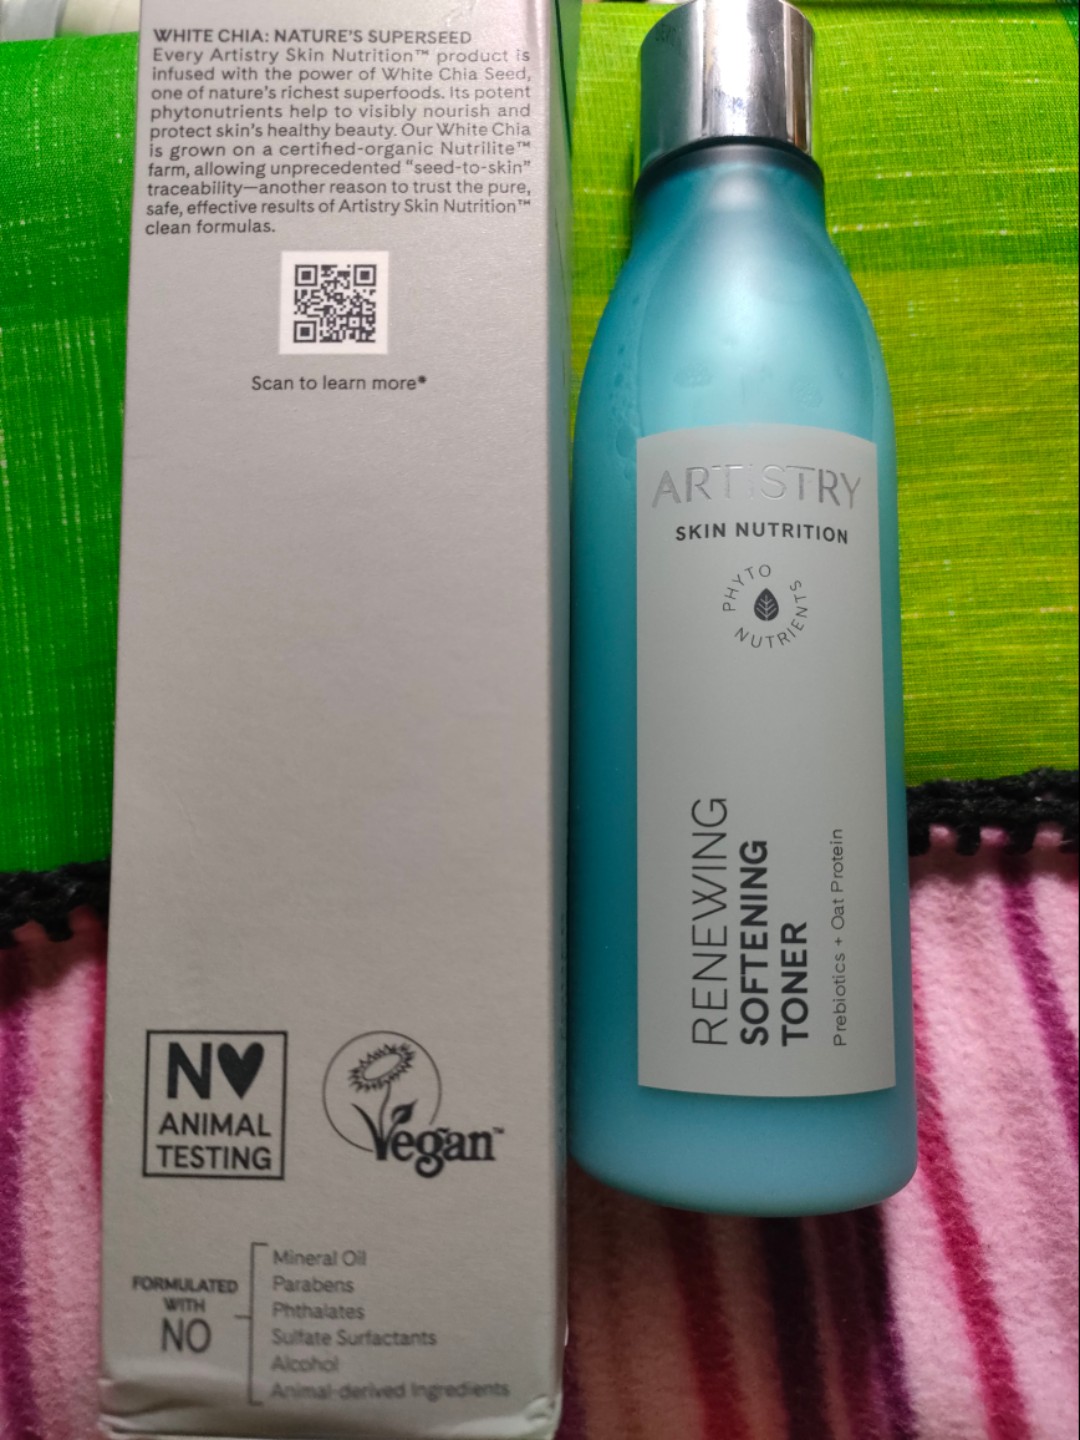 WHITE CHIA: NATURE'S SUPERSEED
Every Artistry Skin Nutrition™ product is
infused with the power of White Chia Seed,
one of nature's richest superfoods. Its potent
phytonutrients help to visibly nourish and
protect skin's healthy beauty. Our White Chia
is grown on a certified-organic Nutrilite™
farm, allowing unprecedented "seed-to-skin"
traceability—another reason to trust the pure,
safe, effective results of Artistry Skin Nutrition™
clean formulas.
Scan to learn more*
NO
ANIMAL
TESTING
Vegan™
FORMULATED
WITH
NO
Mineral Oil
Parabens
Phthalates
Sulfate Surfactants
Alcohol
Animal-derived Ingredients
ARTISTRY
SKIN NUTRITION
PHYTO
NUTRIENTS
RENEWING
SOFTENING
TONER
Prebiotics + Oat Protein